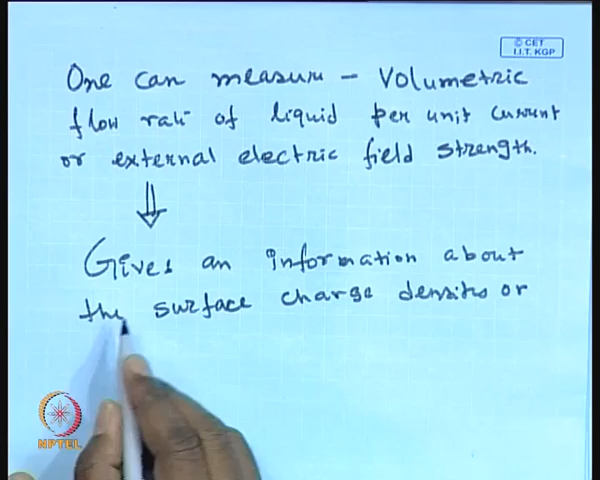 © CET
I.I.T. KGP
One can measure - Volumetric
flow rate of liquid per unit current
or external electric field strength.
Gives an information about
the surface charge density or
NPTEL